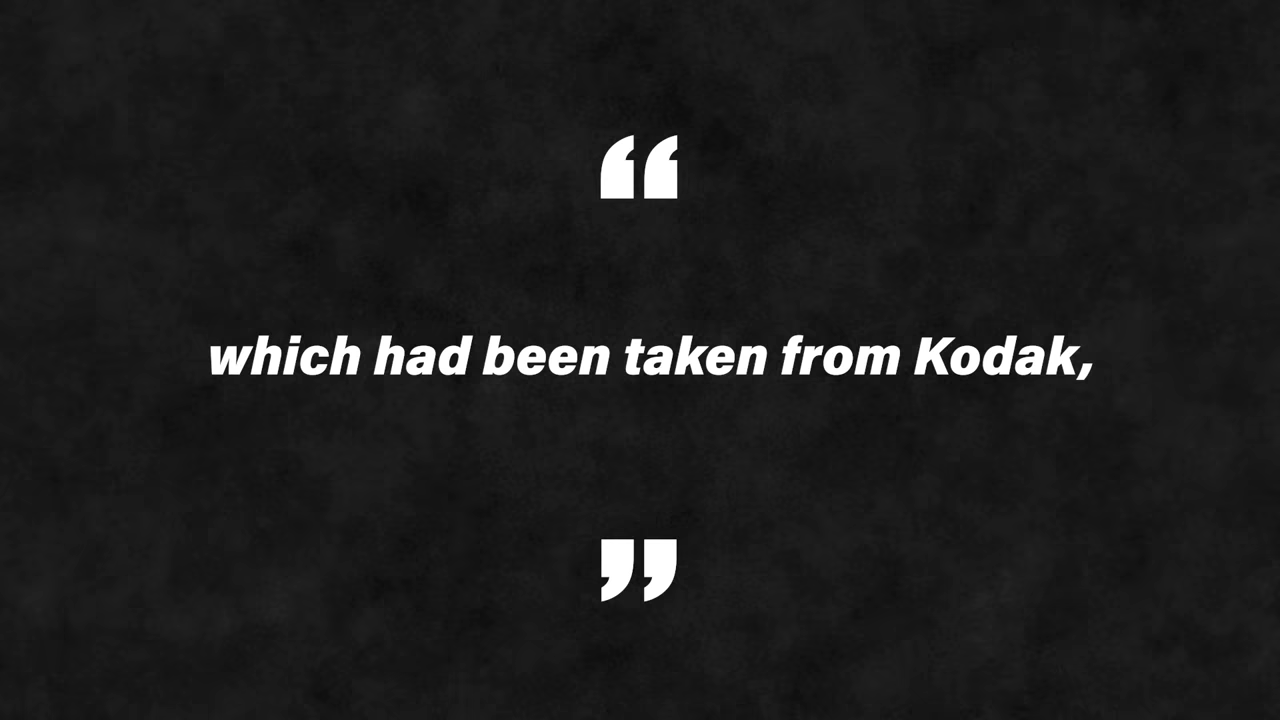 “
which had been taken from Kodak,
”